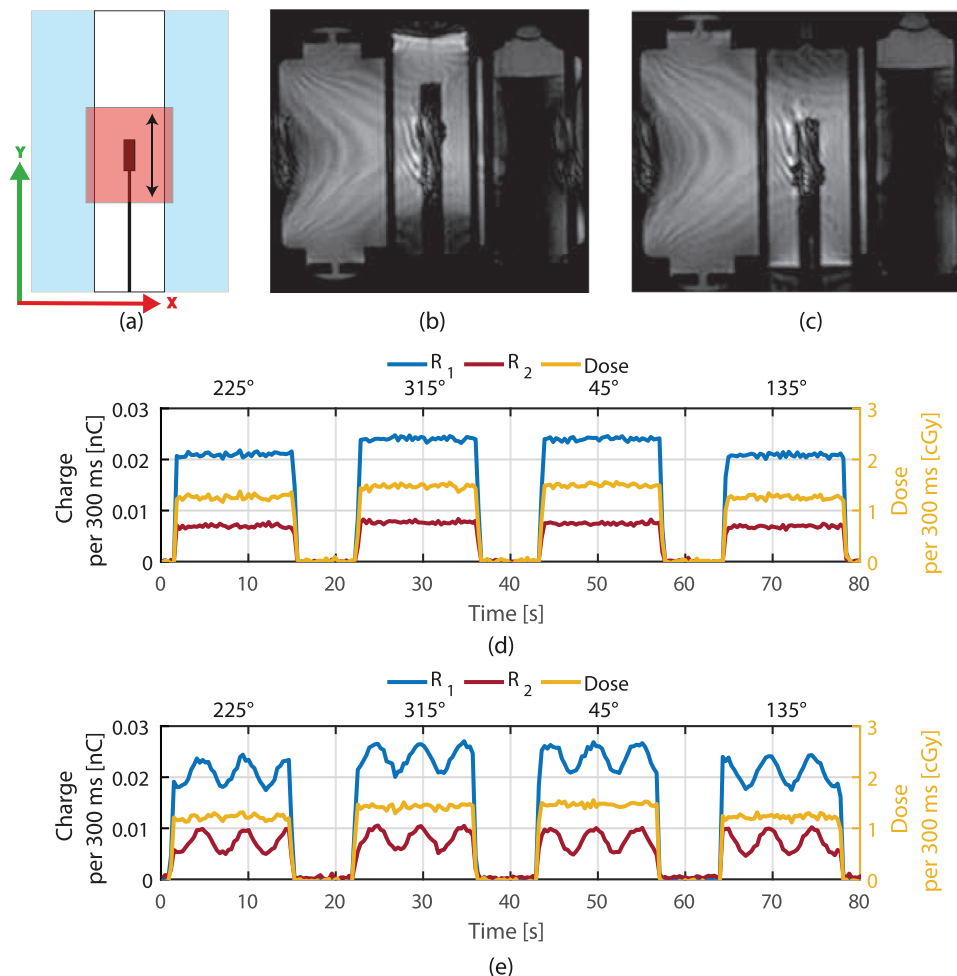 Y
X
(a)
(b)
(c)
R 1 R 2 Dose
225° 315° 45° 135°
0.03
0.02
0.01
0
Charge
per 300 ms [nC]
3
2
1
0
Dose
per 300 ms [cGy]
0 10 20 30 40 50 60 70 80
Time [s]
(d)
R 1 R 2 Dose
225° 315° 45° 135°
0.03
0.02
0.01
0
Charge
per 300 ms [nC]
3
2
1
0
Dose
per 300 ms [cGy]
0 10 20 30 40 50 60 70 80
Time [s]
(e)